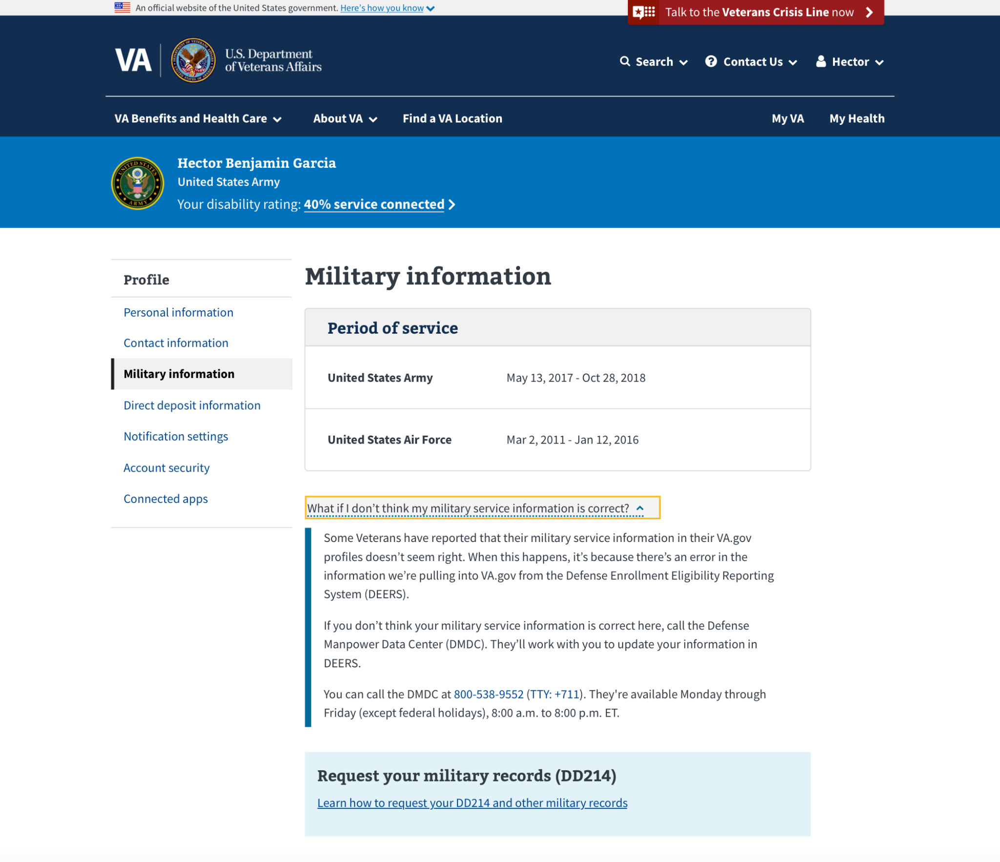 An official website of the United States government. Here’s how you know
Talk to the Veterans Crisis Line now
VA
U.S. Department
of Veterans Affairs
Search
Contact Us
Hector
VA Benefits and Health Care
About VA
Find a VA Location
My VA
My Health
Hector Benjamin Garcia
United States Army
Your disability rating: 40% service connected
UNITED STATES
ARMY
Profile
Personal information
Contact information
Military information
Direct deposit information
Notification settings
Account security
Connected apps
Military information
Period of service
United States Army May 13, 2017 - Oct 28, 2018
United States Air Force Mar 2, 2011 - Jan 12, 2016
What if I don’t think my military service information is correct?
Some Veterans have reported that their military service information in their VA.gov
profiles doesn’t seem right. When this happens, it’s because there’s an error in the
information we’re pulling into VA.gov from the Defense Enrollment Eligibility Reporting
System (DEERS).
If you don’t think your military service information is correct here, call the Defense
Manpower Data Center (DMDC). They’ll work with you to update your information in
DEERS.
You can call the DMDC at 800-538-9552 (TTY: +711). They're available Monday through
Friday (except federal holidays), 8:00 a.m. to 8:00 p.m. ET.
Request your military records (DD214)
Learn how to request your DD214 and other military records